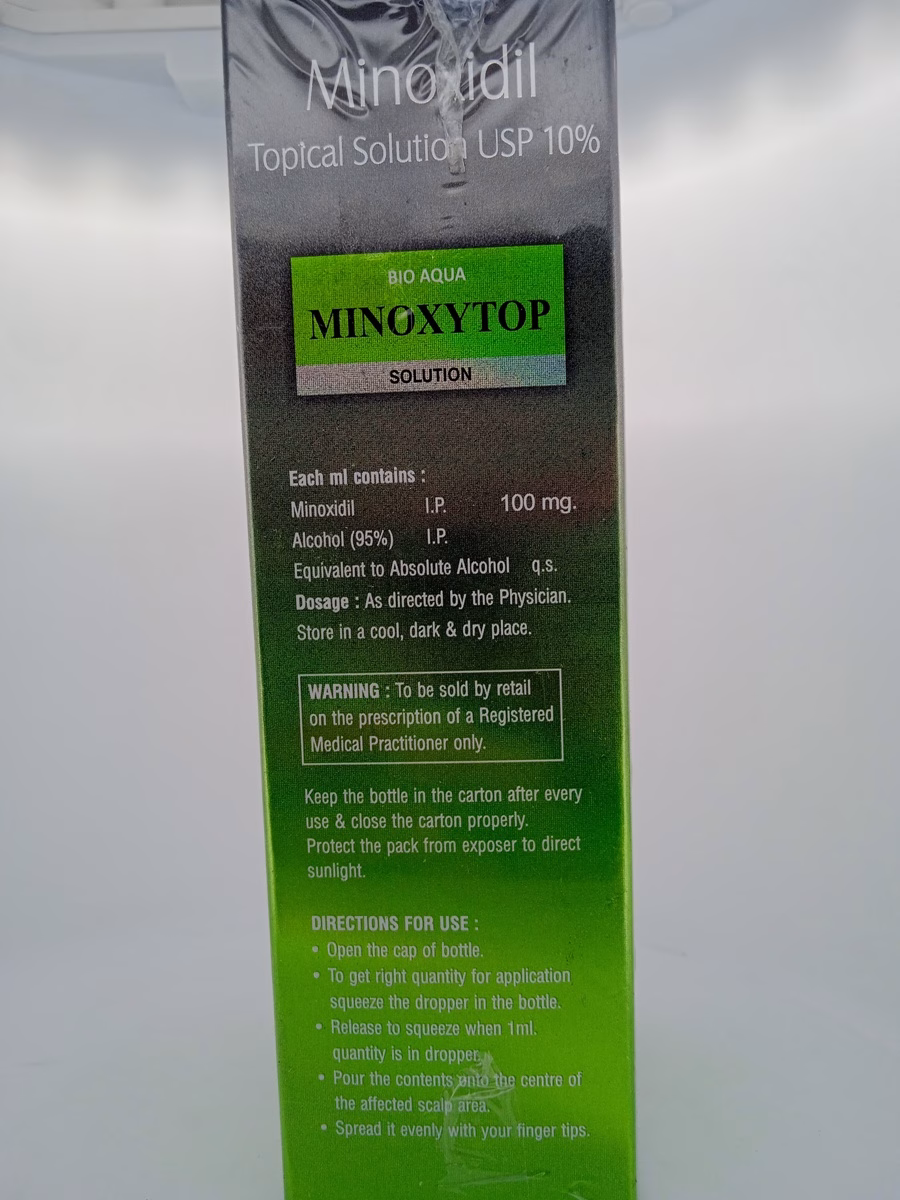 Minoxidil
Topical Solution USP 10%
BIO AQUA
MINOXYTOP
SOLUTION
Each ml contains :
Minoxidil I.P. 100 mg.
Alcohol (95%) I.P.
Equivalent to Absolute Alcohol q.s.
Dosage : As directed by the Physician.
Store in a cool, dark & dry place.
WARNING : To be sold by retail
on the prescription of a Registered
Medical Practitioner only.
Keep the bottle in the carton after every
use & close the carton properly.
Protect the pack from exposer to direct
sunlight.
DIRECTIONS FOR USE :
• Open the cap of bottle.
• To get right quantity for application
squeeze the dropper in the bottle.
• Release to squeeze when 1ml.
quantity is in dropper.
• Pour the contents onto the centre of
the affected scalp area.
• Spread it evenly with your finger tips.